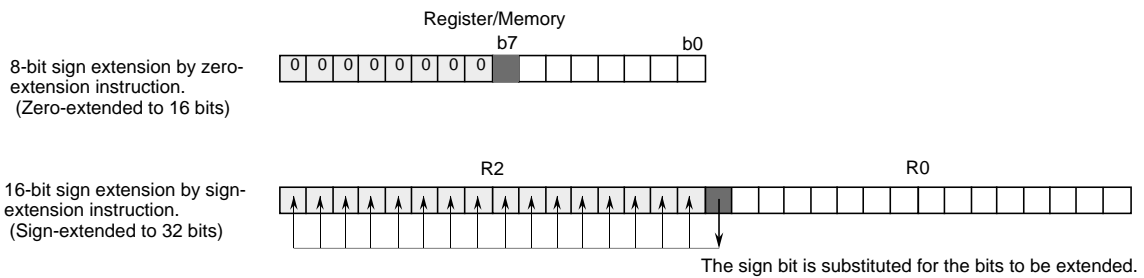 Register/Memory
b7 b0
8-bit sign extension by zero-
extension instruction.
(Zero-extended to 16 bits)
0 0 0 0 0 0 0 0
R2 R0
16-bit sign extension by sign-
extension instruction.
(Sign-extended to 32 bits)
The sign bit is substituted for the bits to be extended.